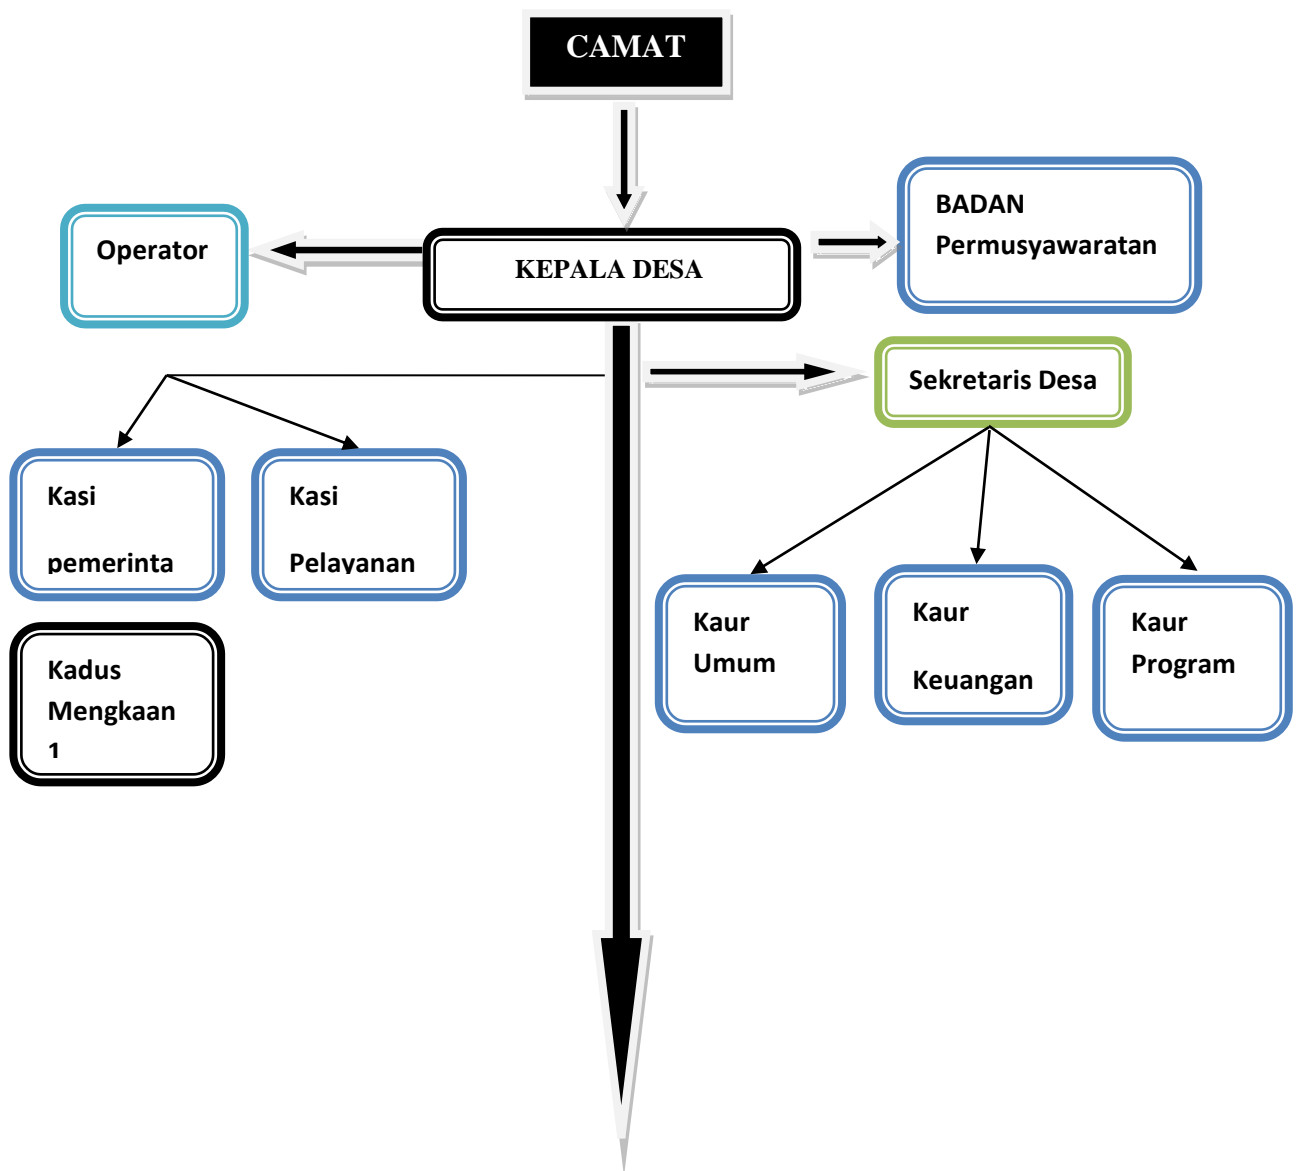 CAMAT
BADAN
Permusyawaratan
Operator
KEPALA DESA
Sekretaris Desa
Kasi
pemerinta
Kasi
Pelayanan
Kaur
Umum
Kaur
Keuangan
Kaur
Program
Kadus
Mengkaan
1